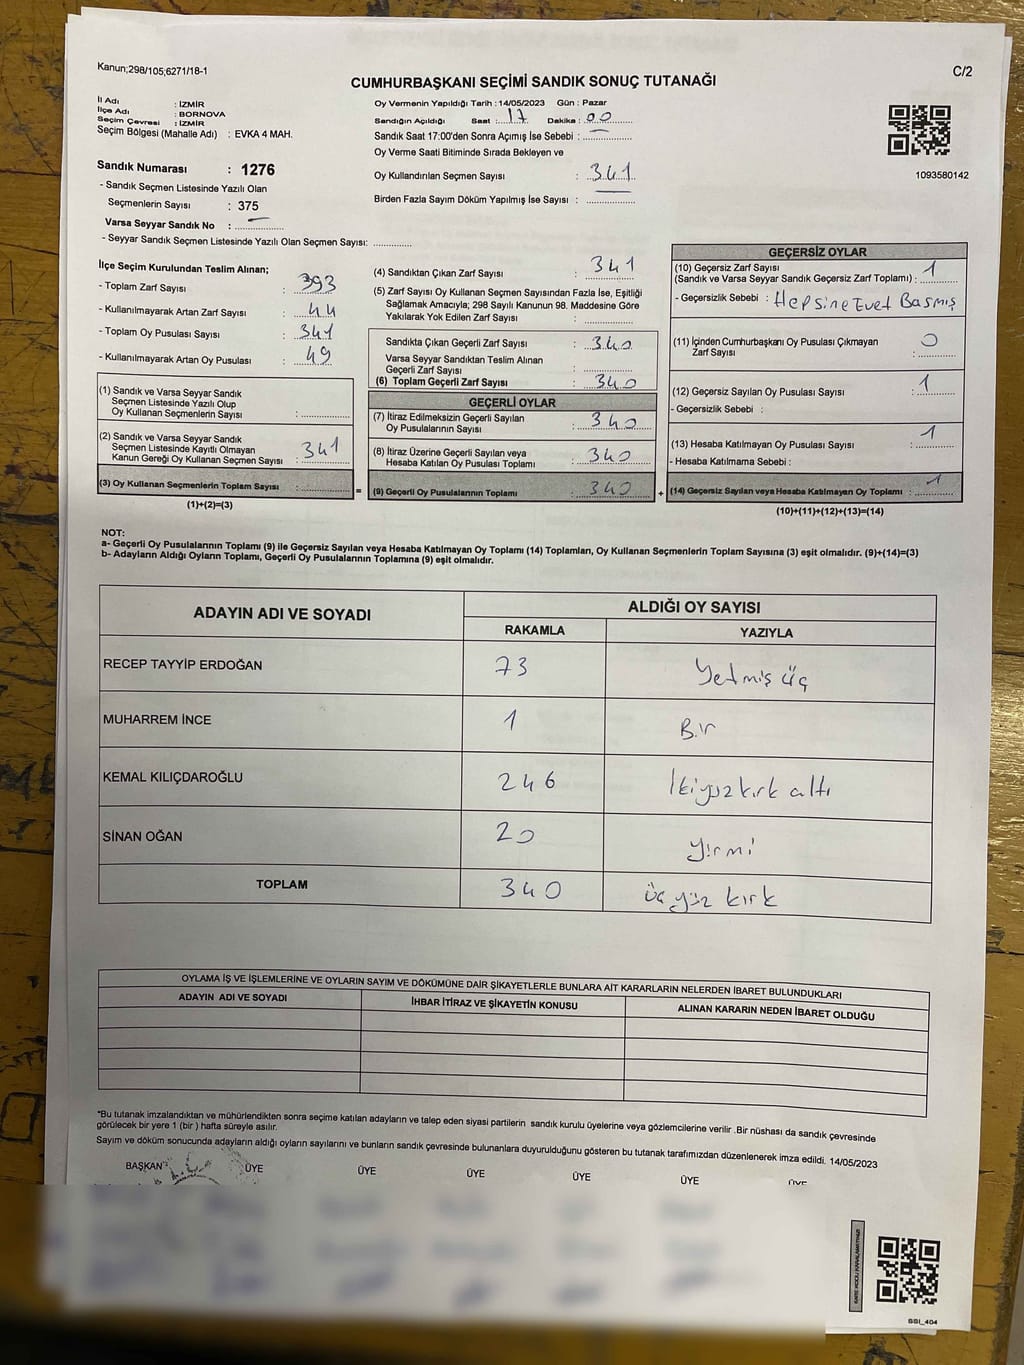 Kanun;298/105;6271/18-1
C/2
CUMHURBAŞKANI SEÇİMİ SANDIK SONUÇ TUTANAĞI
İl Adı : İZMİR
İlçe Adı : BORNOVA
Seçim Çevresi : İZMİR
Seçim Bölgesi (Mahalle Adı) : EVKA 4 MAH.
Sandık Numarası : 1276
- Sandık Seçmen Listesinde Yazılı Olan
Seçmenlerin Sayısı : 375
Varsa Seyyar Sandık No :
- Seyyar Sandık Seçmen Listesinde Yazılı Olan Seçmen Sayısı:
Oy Vermenin Yapıldığı Tarih : 14/05/2023 Gün : Pazar
Sandığın Açıldığı Saat : 17 Dakika : 00
Sandık Saat 17:00'den Sonra Açımış İse Sebebi :
Oy Verme Saati Bitiminde Sırada Bekleyen ve
Oy Kullandırılan Seçmen Sayısı : 341
Birden Fazla Sayım Döküm Yapılmış İse Sayısı :
1093580142
İlçe Seçim Kurulundan Teslim Alınan;
- Toplam Zarf Sayısı : 393
- Kullanılmayarak Artan Zarf Sayısı : 44
- Toplam Oy Pusulası Sayısı : 341
- Kullanılmayarak Artan Oy Pusulası : 49
(1) Sandık ve Varsa Seyyar Sandık
Seçmen Listesinde Yazılı Olup
Oy Kullanan Seçmenlerin Sayısı :
(2) Sandık ve Varsa Seyyar Sandık
Seçmen Listesinde Kayıtlı Olmayan
Kanun Gereği Oy Kullanan Seçmen Sayısı : 341
(3) Oy Kullanan Seçmenlerin Toplam Sayısı :
(1)+(2)=(3)
(4) Sandıktan Çıkan Zarf Sayısı : 341
(5) Zarf Sayısı Oy Kullanan Seçmen Sayısından Fazla İse, Eşitliği
Sağlamak Amacıyla; 298 Sayılı Kanunun 98. Maddesine Göre
Yakılarak Yok Edilen Zarf Sayısı :
Sandıkta Çıkan Geçerli Zarf Sayısı : 340
Varsa Seyyar Sandıktan Teslim Alınan
Geçerli Zarf Sayısı :
(6) Toplam Geçerli Zarf Sayısı : 340
GEÇERLİ OYLAR
(7) İtiraz Edilmeksizin Geçerli Sayılan
Oy Pusulalarının Sayısı : 340
(8) İtiraz Üzerine Geçerli Sayılan veya
Hesaba Katılan Oy Pusulası Toplamı : 340
=
(9) Geçerli Oy Pusulalarının Toplamı : 340
+
GEÇERSİZ OYLAR
(10) Geçersiz Zarf Sayısı 1
(Sandık ve Varsa Seyyar Sandık Geçersiz Zarf Toplamı) :
- Geçersizlik Sebebi : Hepsine Evet Basmış
(11) İçinden Cumhurbaşkanı Oy Pusulası Çıkmayan 0
Zarf Sayısı :
(12) Geçersiz Sayılan Oy Pusulası Sayısı : 1
- Geçersizlik Sebebi :
(13) Hesaba Katılmayan Oy Pusulası Sayısı : 1
- Hesaba Katılmama Sebebi :
(14) Geçersiz Sayılan veya Hesaba Katılmayan Oy Toplamı : 1
(10)+(11)+(12)+(13)=(14)
NOT:
a- Geçerli Oy Pusulalarının Toplamı (9) ile Geçersiz Sayılan veya Hesaba Katılmayan Oy Toplamı (14) Toplamları, Oy Kullanan Seçmenlerin Toplam Sayısına (3) eşit olmalıdır. (9)+(14)=(3)
b- Adayların Aldığı Oyların Toplamı, Geçerli Oy Pusulalarının Toplamına (9) eşit olmalıdır.
ADAYIN ADI VE SOYADI
ALDIĞI OY SAYISI
RAKAMLA YAZIYLA
RECEP TAYYİP ERDOĞAN 73 Yetmiş üç
MUHARREM İNCE 1 Bir
KEMAL KILIÇDAROĞLU 246 İkiyüzkırk altı
SİNAN OĞAN 20 yirmi
TOPLAM 340 üçyüz kırk
OYLAMA İŞ VE İŞLEMLERİNE VE OYLARIN SAYIM VE DÖKÜMÜNE DAİR ŞİKAYETLERLE BUNLARA AİT KARARLARIN NELERDEN İBARET BULUNDUKLARI
ADAYIN ADI VE SOYADI İHBAR İTİRAZ VE ŞİKAYETİN KONUSU ALINAN KARARIN NEDEN İBARET OLDUĞU
*Bu tutanak imzalandıktan ve mühürlendikten sonra seçime katılan adayların ve talep eden siyasi partilerin sandık kurulu üyelerine veya gözlemcilerine verilir .Bir nüshası da sandık çevresinde
görülecek bir yere 1 (bir ) hafta süreyle asılır.
Sayım ve döküm sonucunda adayların aldığı oyların sayılarını ve bunların sandık çevresinde bulunanlara duyurulduğunu gösteren bu tutanak tarafımızdan düzenlenerek imza edildi. 14/05/2023
BAŞKAN ÜYE ÜYE ÜYE ÜYE ÜYE ÜYE
SSI_404